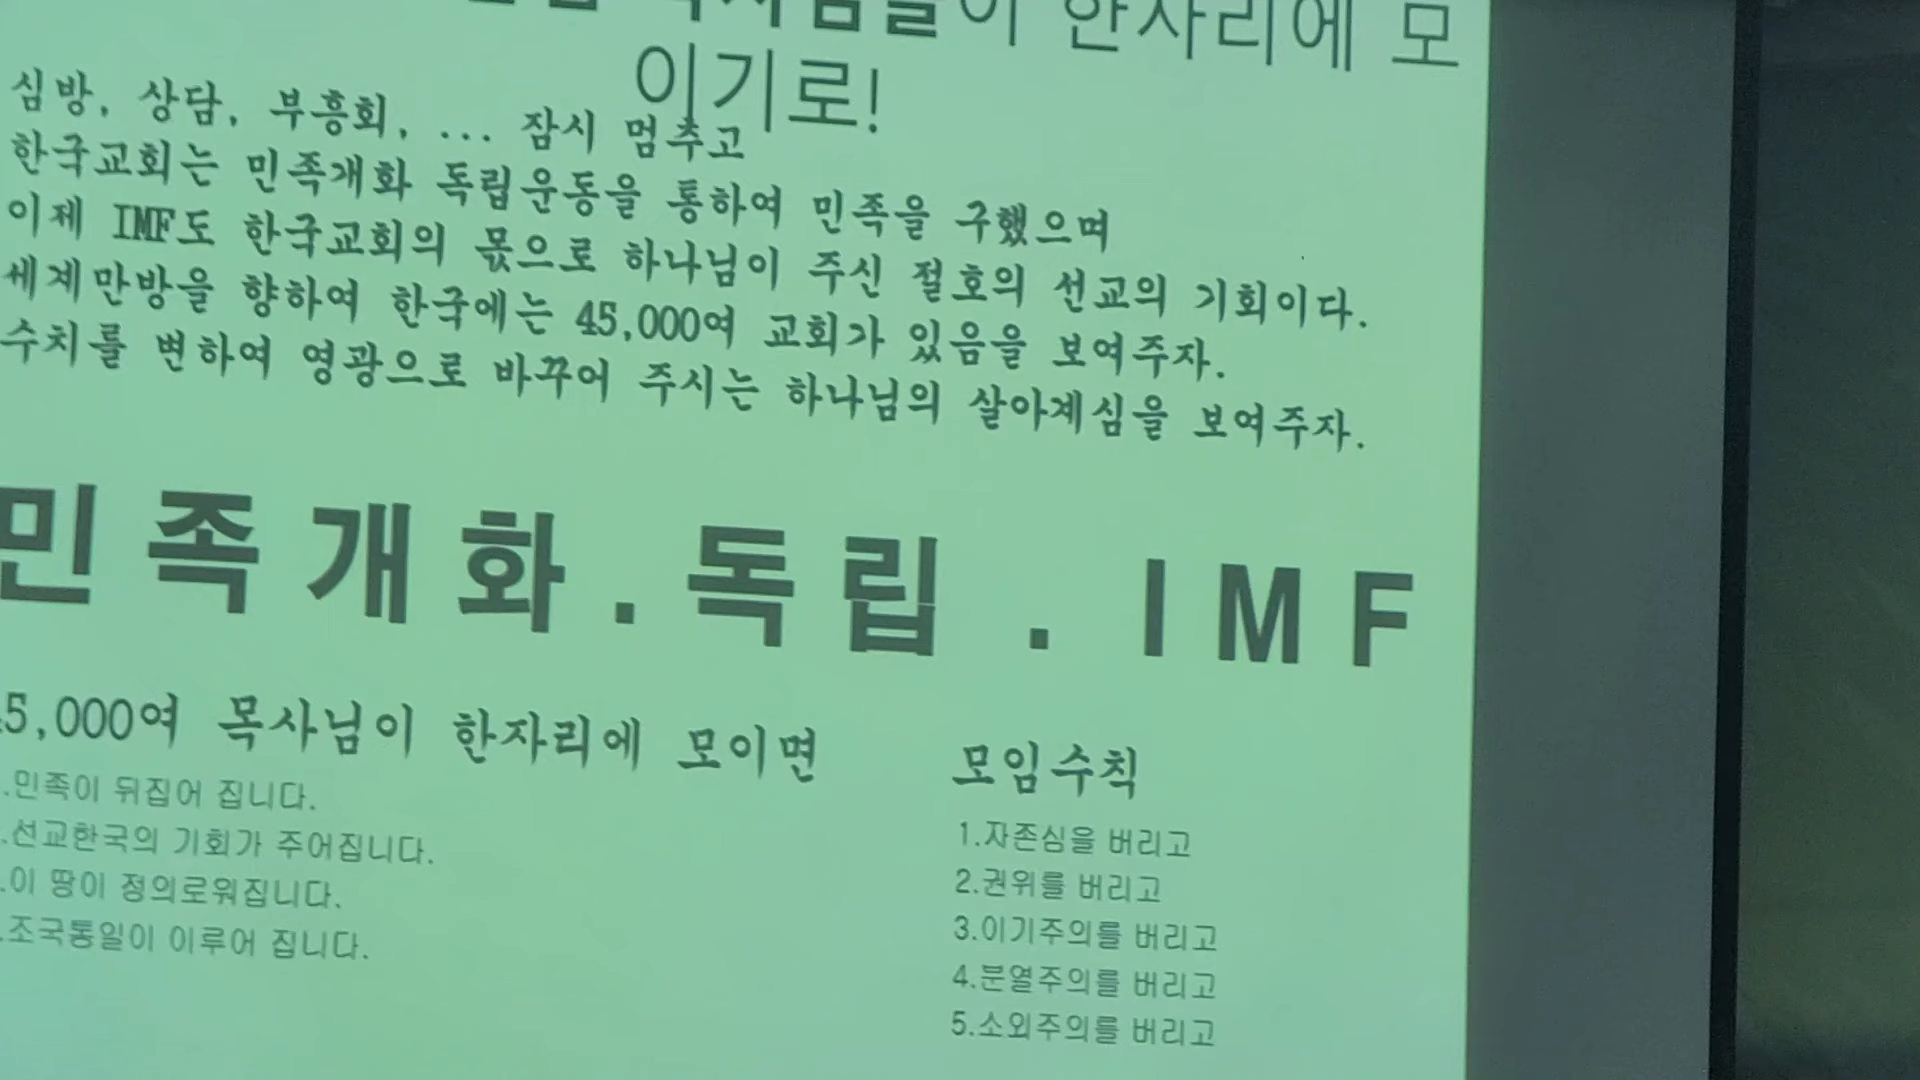 이 한자리에 모
이기로!
심방, 상담, 부흥회, ... 잠시 멈추고
한국교회는 민족개화 독립운동을 통하여 민족을 구했으며
이제 IMF도 한국교회의 몫으로 하나님이 주신 절호의 선교의 기회이다.
세계만방을 향하여 한국에는 45,000여 교회가 있음을 보여주자.
수치를 변하여 영광으로 바꾸어 주시는 하나님의 살아계심을 보여주자.
민족개화.독립.IMF
5,000여 목사님이 한자리에 모이면
.민족이 뒤집어 집니다.
.선교한국의 기회가 주어집니다.
.이 땅이 정의로워집니다.
.조국통일이 이루어 집니다.
모임수칙
1.자존심을 버리고
2.권위를 버리고
3.이기주의를 버리고
4.분열주의를 버리고
5.소외주의를 버리고